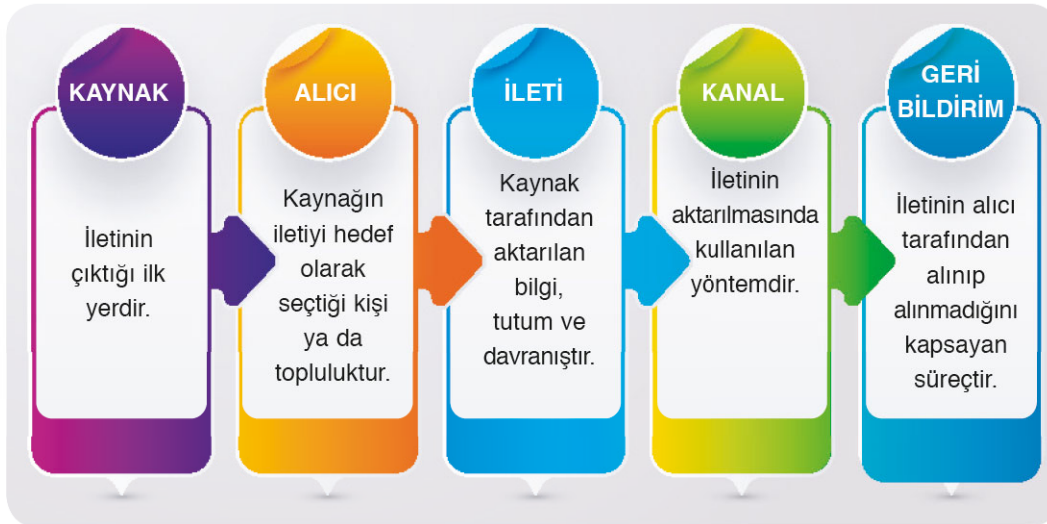 KAYNAK
İletinin
çıktığı ilk
yerdir.
ALICI
Kaynağın
iletiyi hedef
olarak
seçtiği kişi
ya da
topluluktur.
İLETİ
Kaynak
tarafından
aktarılan
bilgi,
tutum ve
davranıştır.
KANAL
İletinin
aktarılmasında
kullanılan
yöntemdir.
GERİ
BİLDİRİM
İletinin alıcı
tarafından
alınıp
alınmadığını
kapsayan
süreçtir.